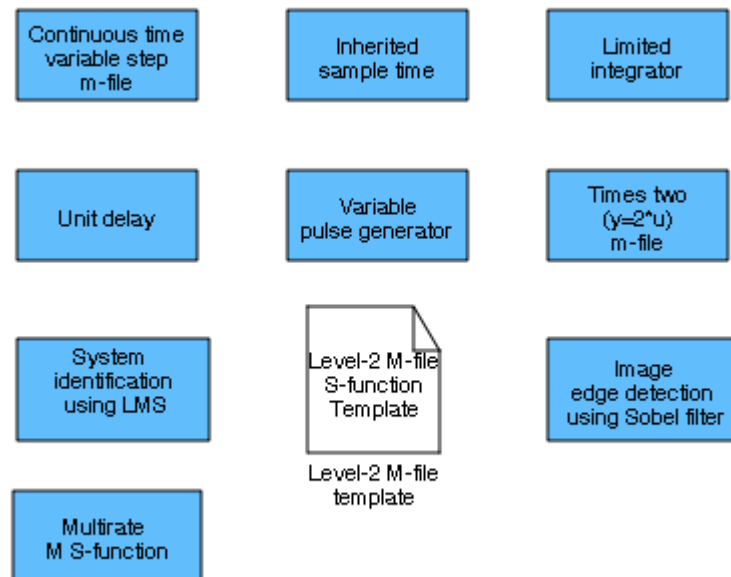 Continuous time
variable step
m-file
Inherited
sample time
Limited
integrator
Unit delay
Variable
pulse generator
Times two
(y=2*u)
m-file
System
identification
using LMS
Level-2 M-file
S-function
Template
Level-2 M-file
template
Image
edge detection
using Sobel filter
Multirate
M S-function